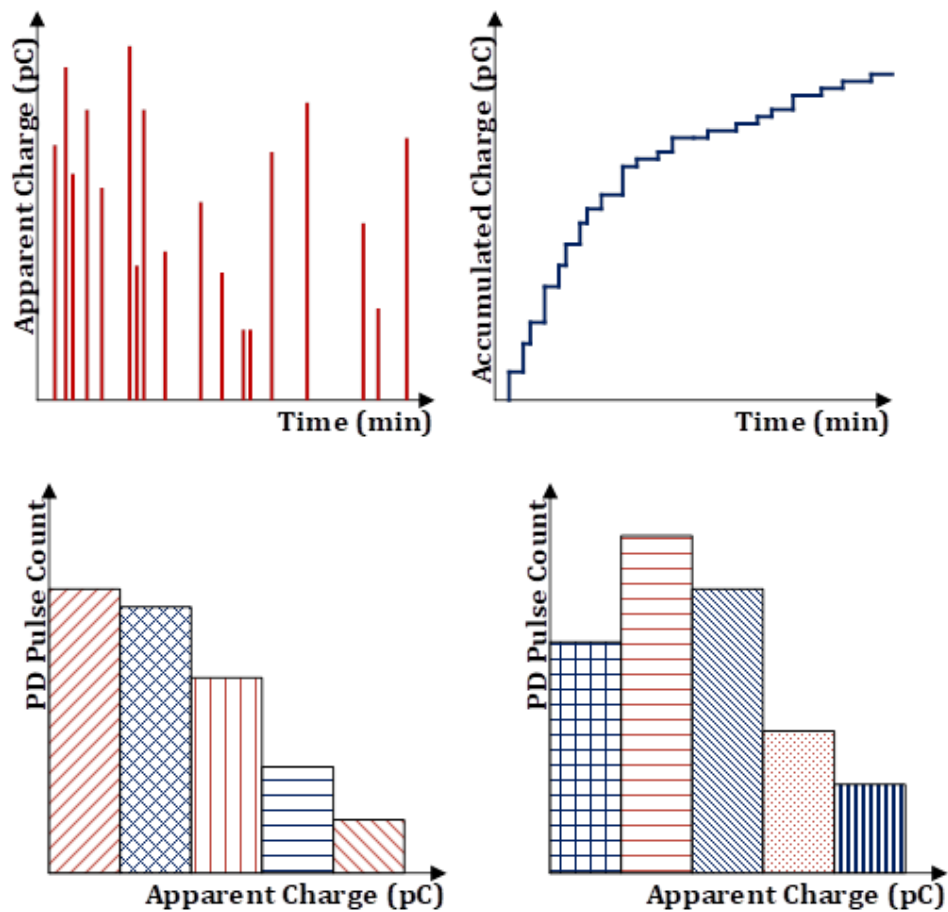 Apparent Charge (pC)
Time (min)
Accumulated Charge (pC)
Time (min)
PD Pulse Count
Apparent Charge (pC)
PD Pulse Count
Apparent Charge (pC)